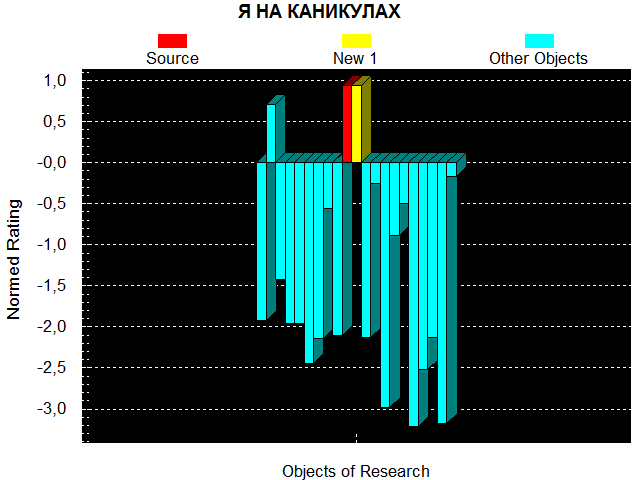 Я НА КАНИКУЛАХ
Source
New 1
Other Objects
1,0
0,5
-0,0
-0,5
-1,0
-1,5
-2,0
-2,5
-3,0
Normed Rating
Objects of Research